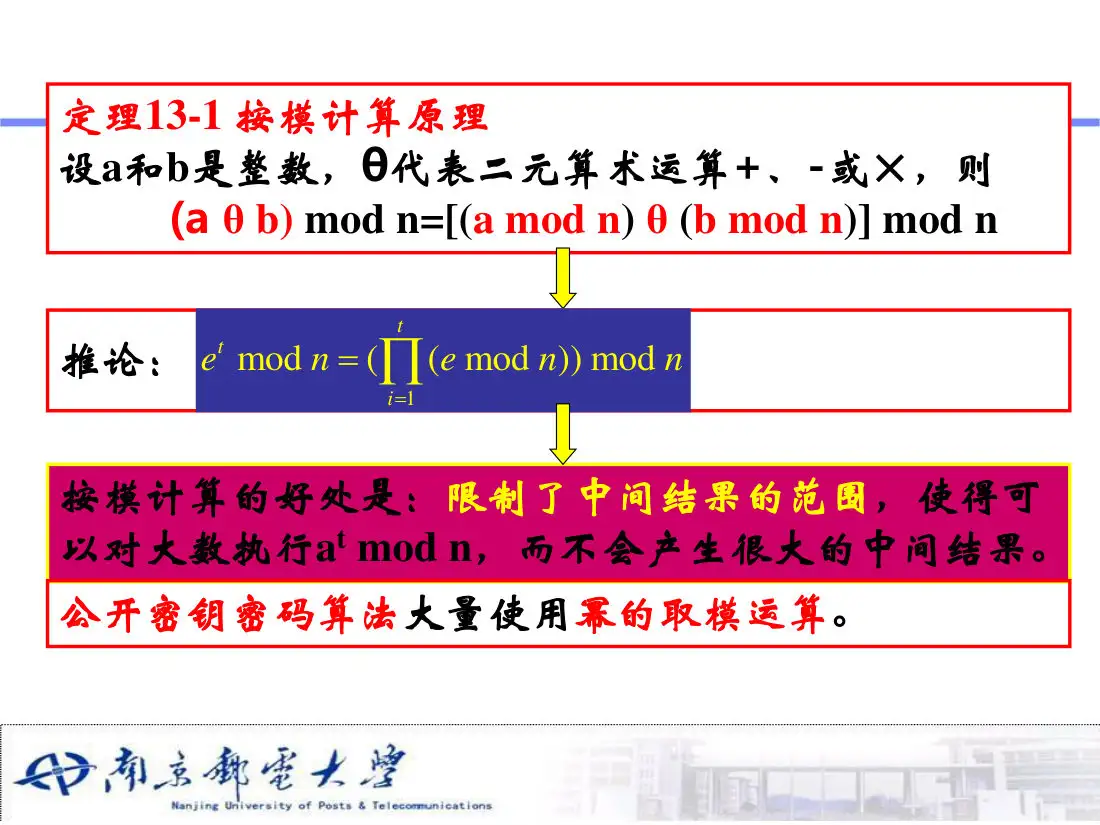 定理13-1 按模计算原理
设a和b是整数，θ代表二元算术运算+、-或×，则
(a θ b) mod n=[(a mod n) θ (b mod n)] mod n
推论： e^t mod n = (∏_{i=1}^{t} (e mod n)) mod n
按模计算的好处是：限制了中间结果的范围，使得可
以对大数执行a^t mod n，而不会产生很大的中间结果。
公开密钥密码算法大量使用幂的取模运算。
南京邮电大学
Nanjing University of Posts & Telecommunications